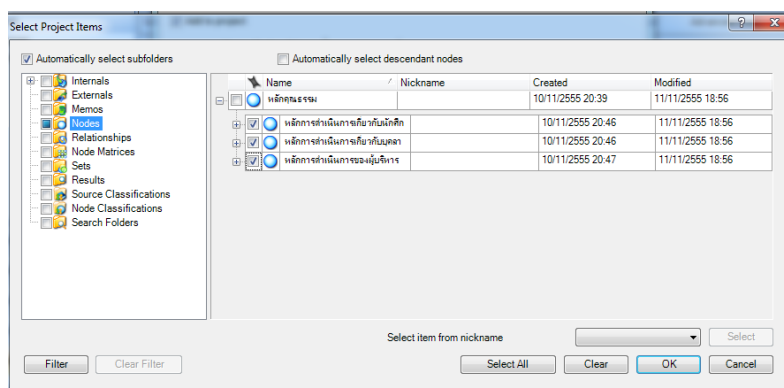 Select Project Items
Automatically select subfolders
Automatically select descendant nodes
Internals
Externals
Memos
Nodes
Relationships
Node Matrices
Sets
Results
Source Classifications
Node Classifications
Search Folders
Name / Nickname Created Modified
หลักคุณธรรม 10/11/2555 20:39 11/11/2555 18:56
หลักการดำเนินการเกี่ยวกับนักศึก 10/11/2555 20:46 11/11/2555 18:56
หลักการดำเนินการเกี่ยวกับบุคลา 10/11/2555 20:46 11/11/2555 18:56
หลักการดำเนินการของผู้บริหาร 10/11/2555 20:47 11/11/2555 18:56
Select item from nickname
Select
Filter
Clear Filter
Select All
Clear
OK
Cancel